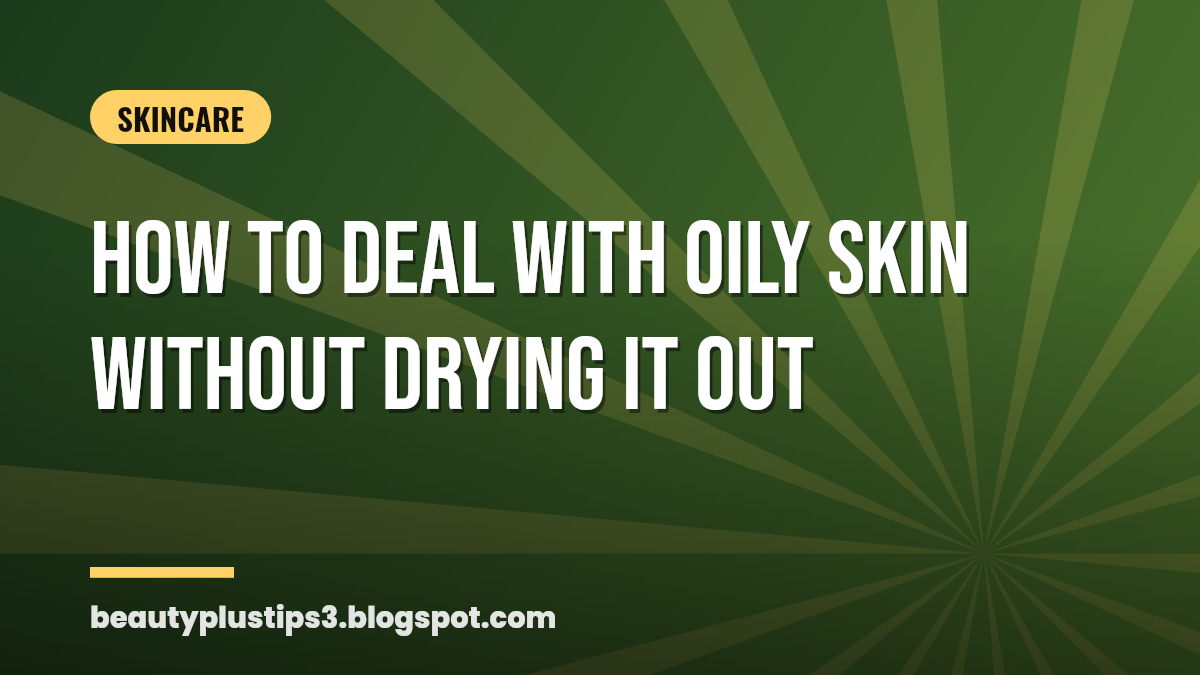 SKINCARE
HOW TO DEAL WITH OILY SKIN
WITHOUT DRYING IT OUT
beautyplustips3.blogspot.com